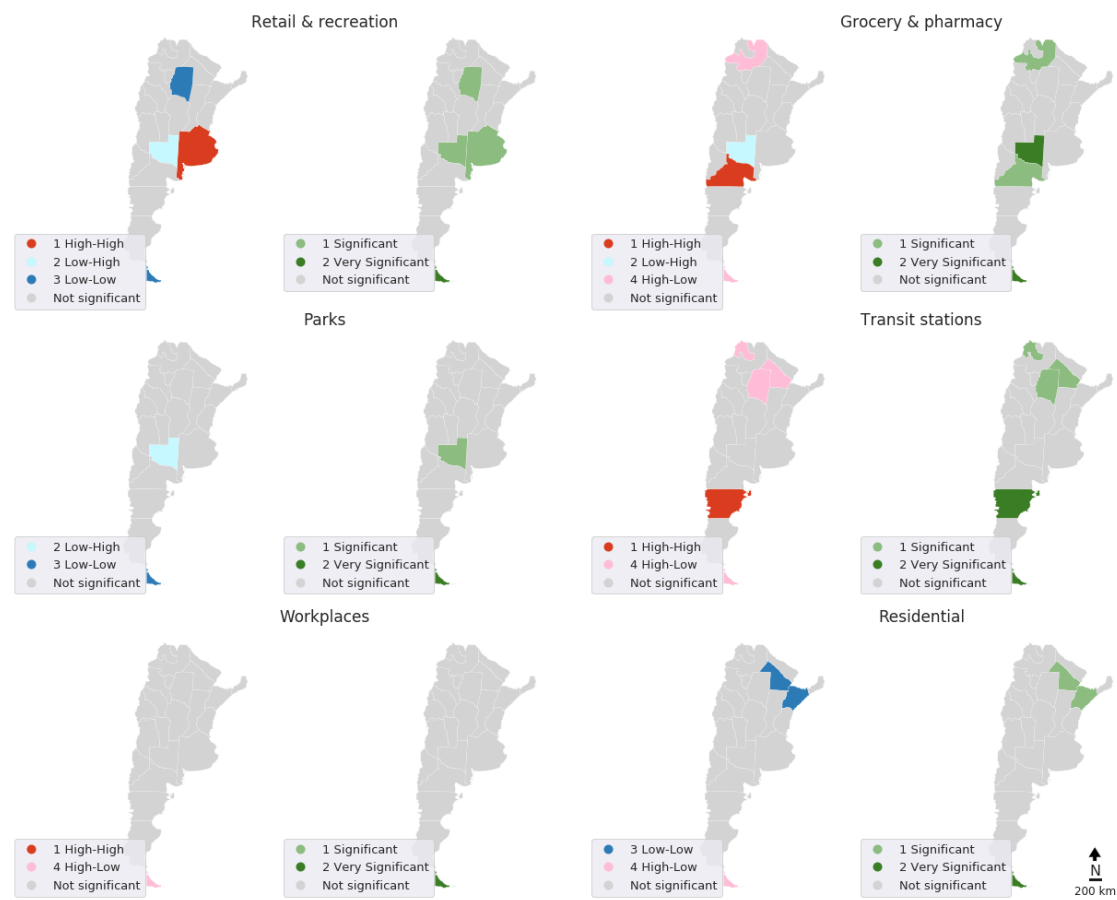 Retail & recreation
Grocery & pharmacy
1 High-High
2 Low-High
3 Low-Low
Not significant
1 Significant
2 Very Significant
Not significant
1 High-High
2 Low-High
4 High-Low
Not significant
1 Significant
2 Very Significant
Not significant
Parks
Transit stations
2 Low-High
3 Low-Low
Not significant
1 Significant
2 Very Significant
Not significant
1 High-High
4 High-Low
Not significant
1 Significant
2 Very Significant
Not significant
Workplaces
Residential
1 High-High
4 High-Low
Not significant
1 Significant
2 Very Significant
Not significant
3 Low-Low
4 High-Low
Not significant
1 Significant
2 Very Significant
Not significant
N
200 km